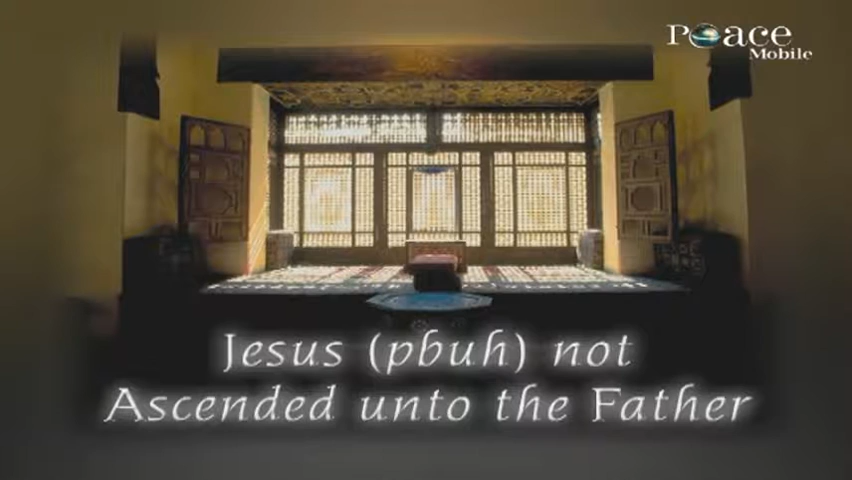 Peace
Mobile
Jesus (pbuh) not
Ascended unto the Father